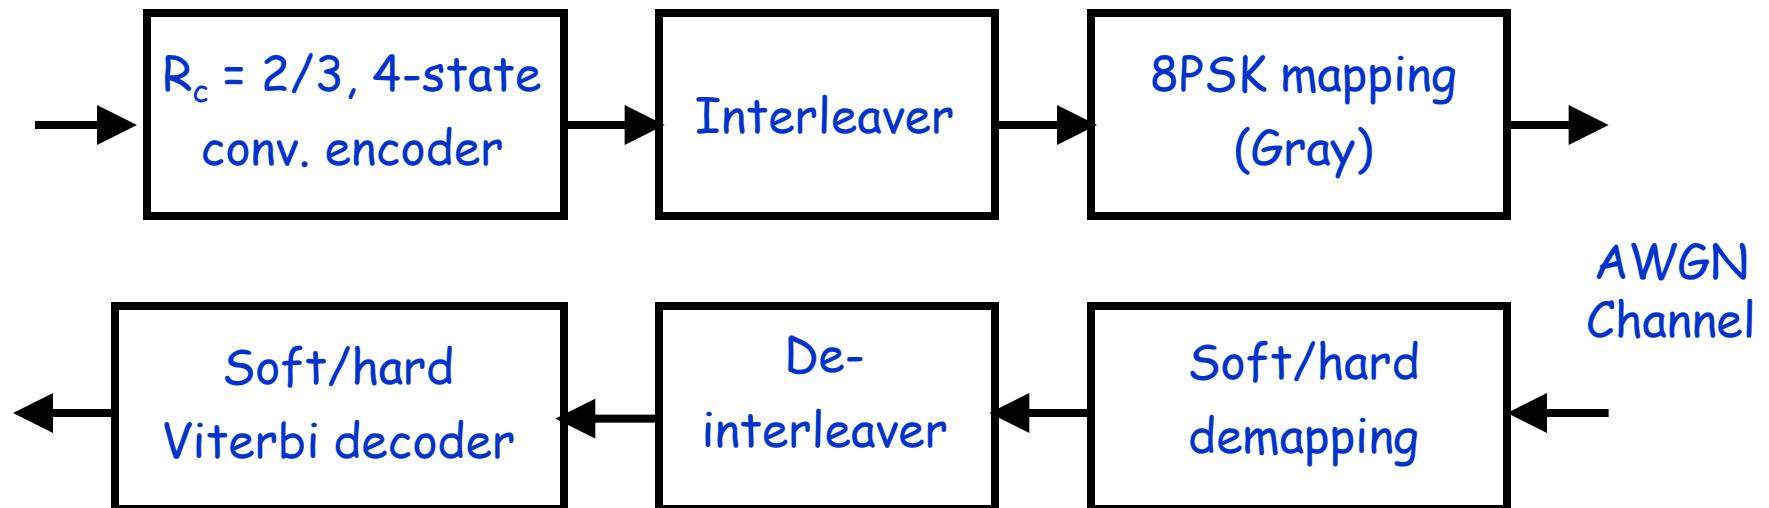 R_c = 2/3, 4-state
conv. encoder
Interleaver
8PSK mapping
(Gray)
AWGN
Channel
Soft/hard
Viterbi decoder
De-
interleaver
Soft/hard
demapping